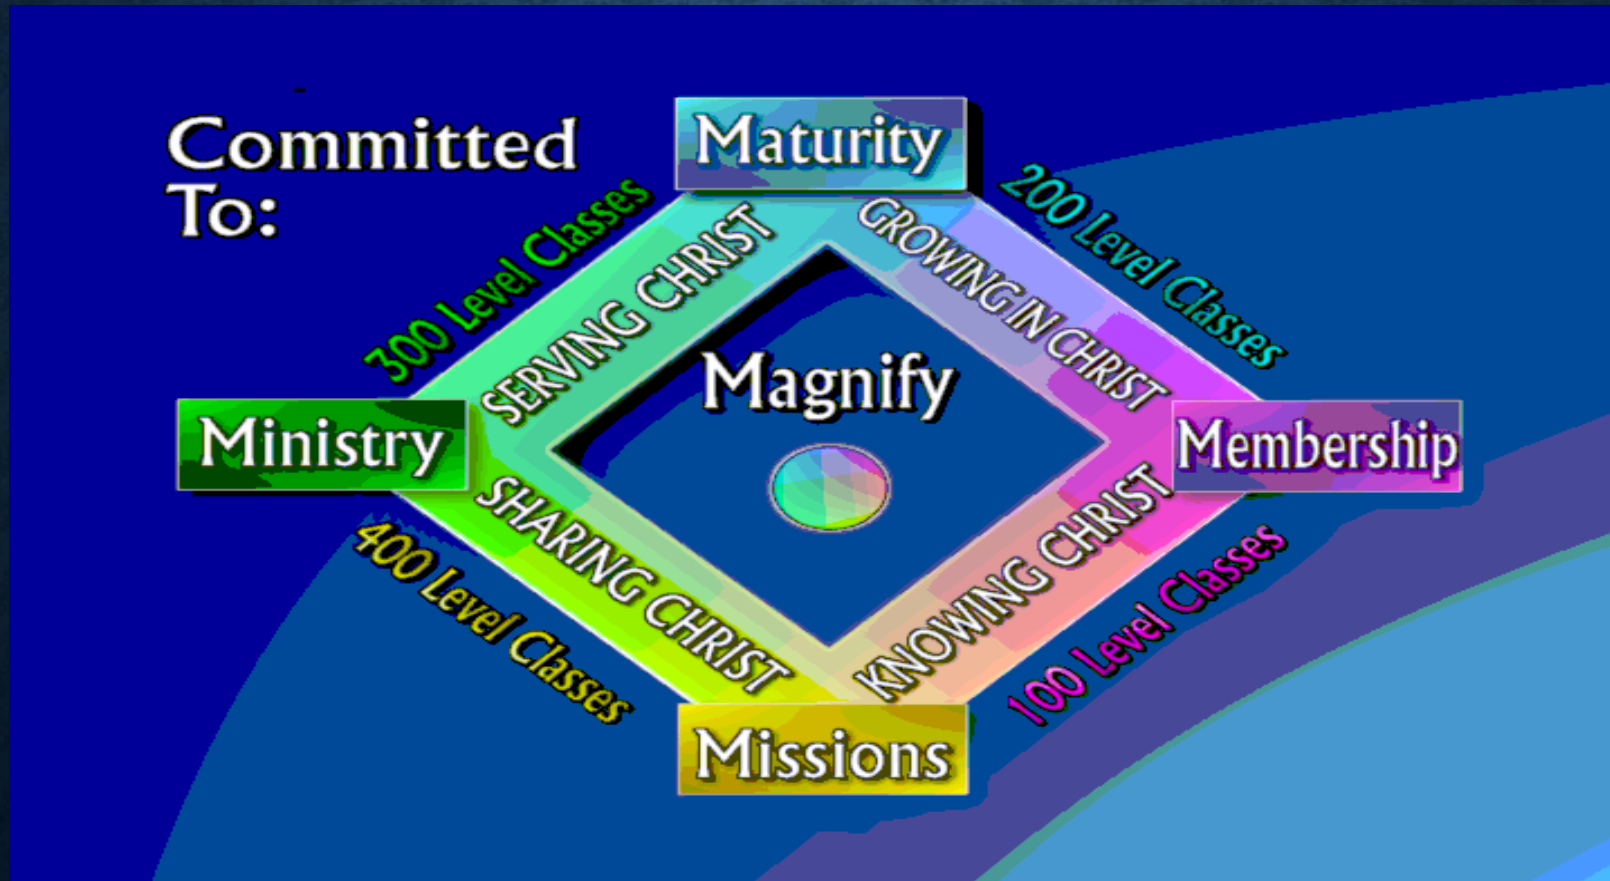 Committed
To:
Maturity
300 Level Classes
200 Level Classes
SERVING CHRIST
GROWING IN CHRIST
Magnify
Ministry
Membership
SHARING CHRIST
KNOWING CHRIST
400 Level Classes
100 Level Classes
Missions